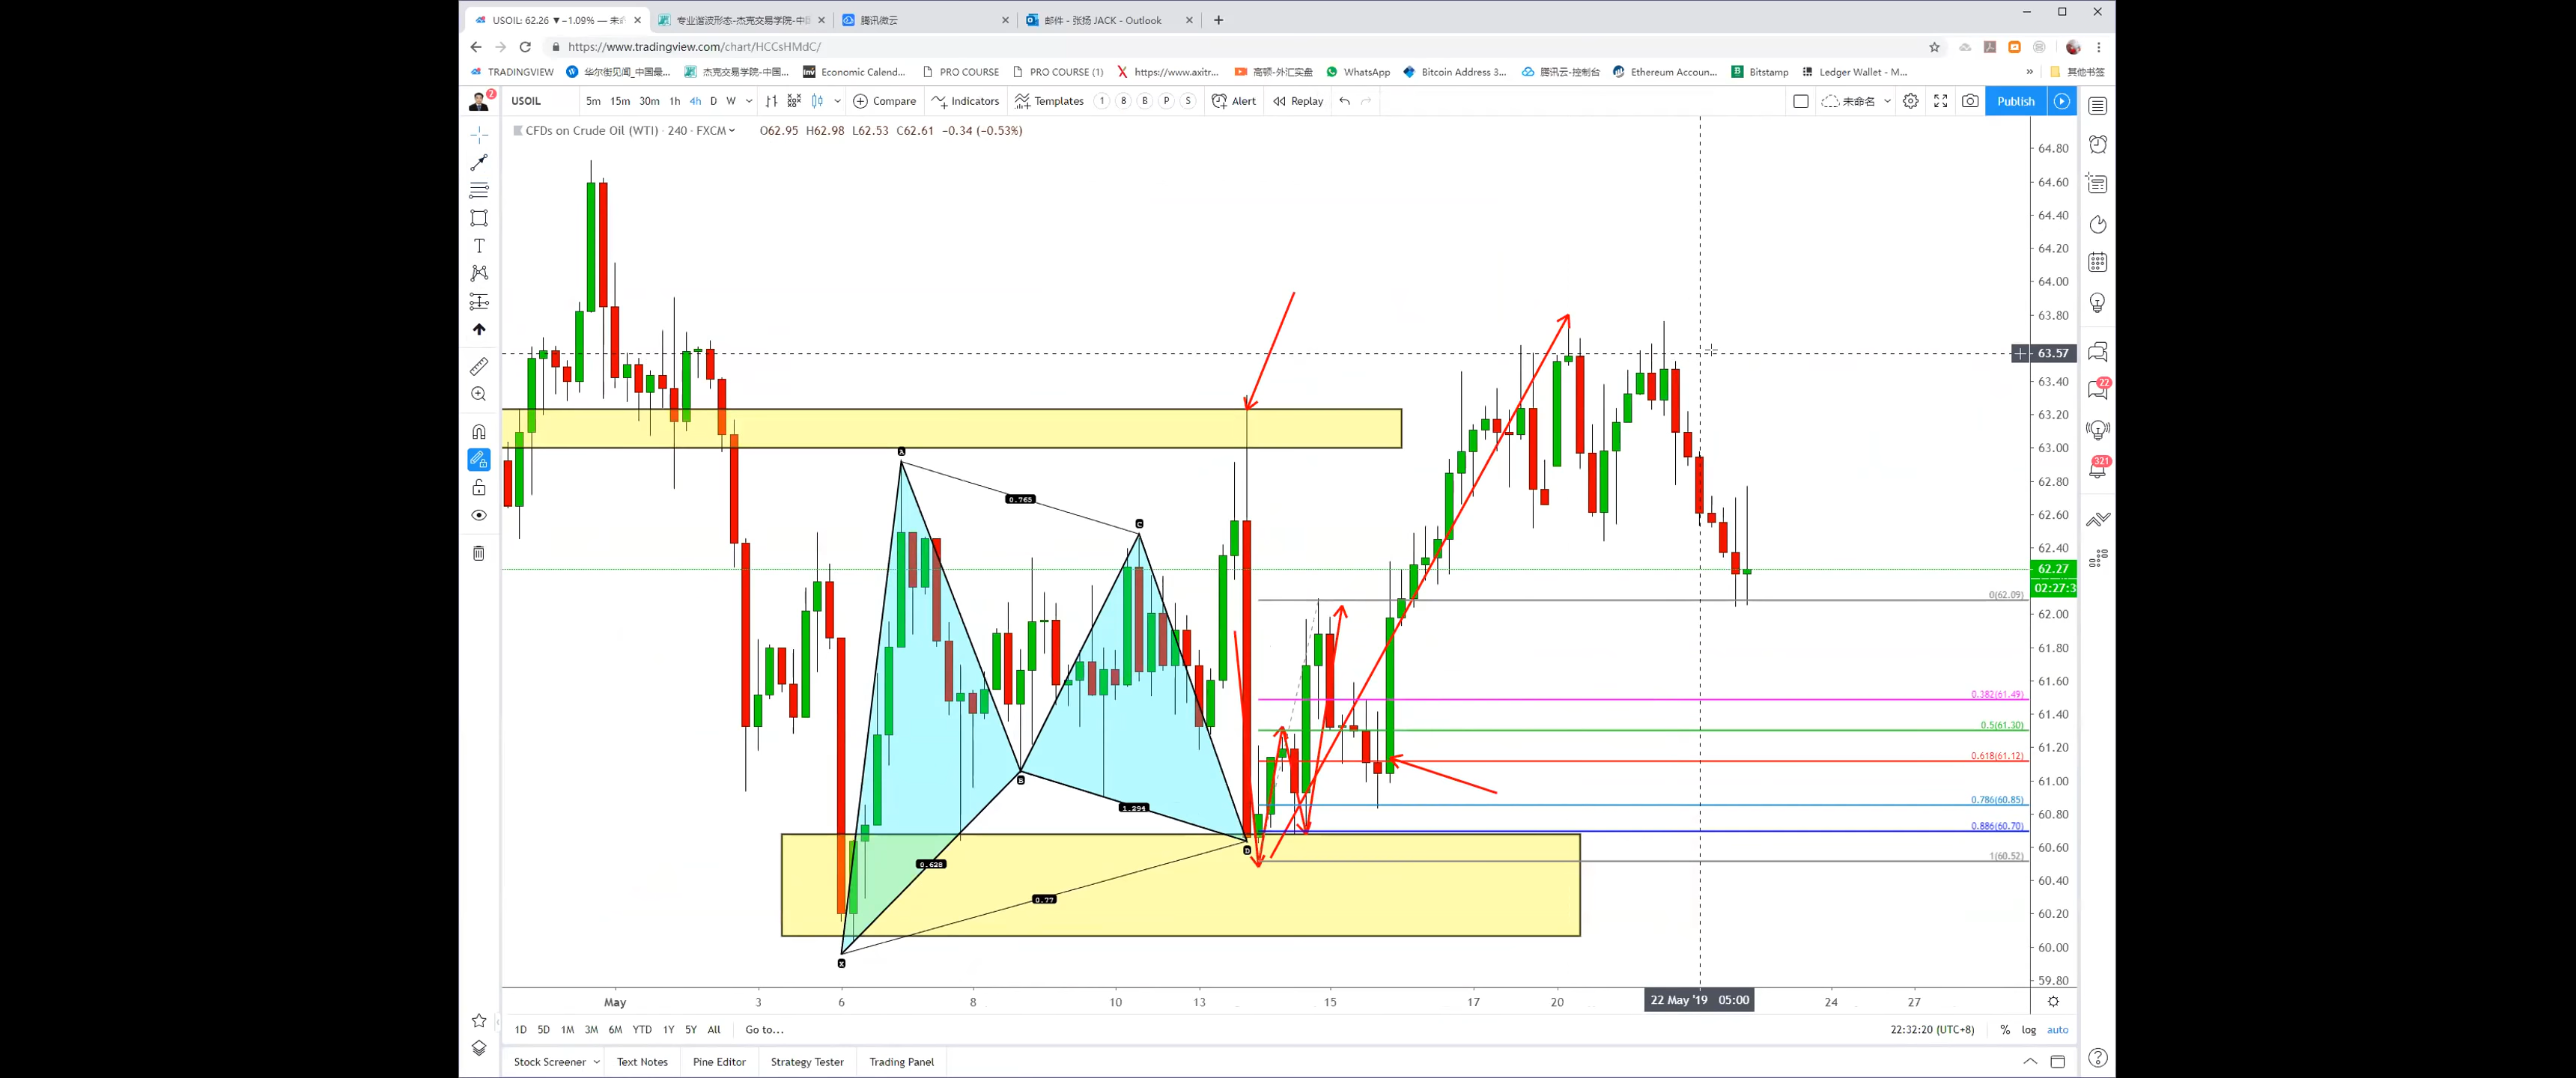 USOIL: 62.26 ▼−1.09% — 未命
专业谐波形态-杰克交易学院-中国
腾讯微云
邮件 - 张扬 JACK - Outlook
https://www.tradingview.com/chart/HCCsHMdC/
TRADINGVIEW 华尔街见闻_中国最... 杰克交易学院-中国... Economic Calend... PRO COURSE PRO COURSE (1) https://www.axitr... 高顿-外汇实盘 WhatsApp Bitcoin Address 3... 腾讯云-控制台 Ethereum Accoun... Bitstamp Ledger Wallet - M... » 其他书签
2 USOIL 5m 15m 30m 1h 4h D W Compare Indicators Templates 1 8 B P S Alert Replay 未命名 Publish
CFDs on Crude Oil (WTI) · 240 · FXCM O62.95 H62.98 L62.53 C62.61 −0.34 (−0.53%)
64.80
64.60
64.40
64.20
64.00
63.80
63.57
63.40
63.20
63.00
62.80
62.60
62.40
62.27
02:27:3
62.00
61.80
61.60
61.40
61.20
61.00
60.80
60.60
60.40
60.20
60.00
59.80
22
321
A
0.765
C
B
1.294
D
0.628
0.77
X
0(62.09)
0.382(61.49)
0.5(61.30)
0.618(61.12)
0.786(60.85)
0.886(60.70)
1(60.52)
May 3 6 8 10 13 15 17 20 22 May '19 05:00 24 27
1D 5D 1M 3M 6M YTD 1Y 5Y All Go to... 22:32:20 (UTC+8) % log auto
Stock Screener Text Notes Pine Editor Strategy Tester Trading Panel